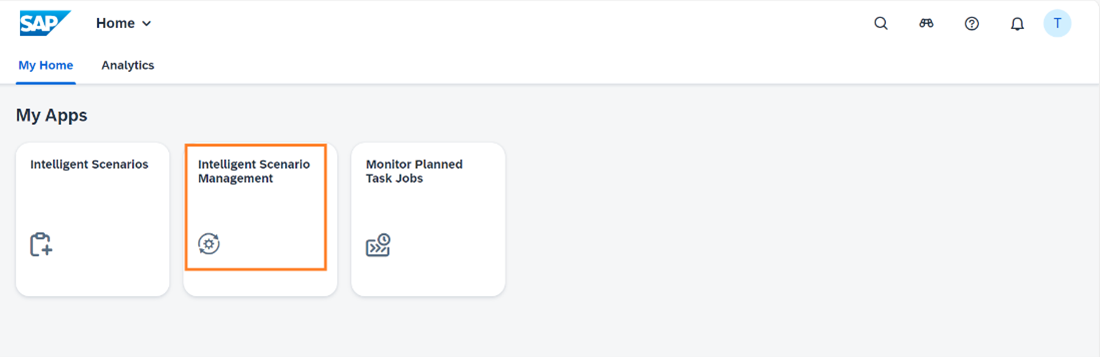 SAP Home
T
My Home Analytics
My Apps
Intelligent Scenarios
Intelligent Scenario
Management
Monitor Planned
Task Jobs